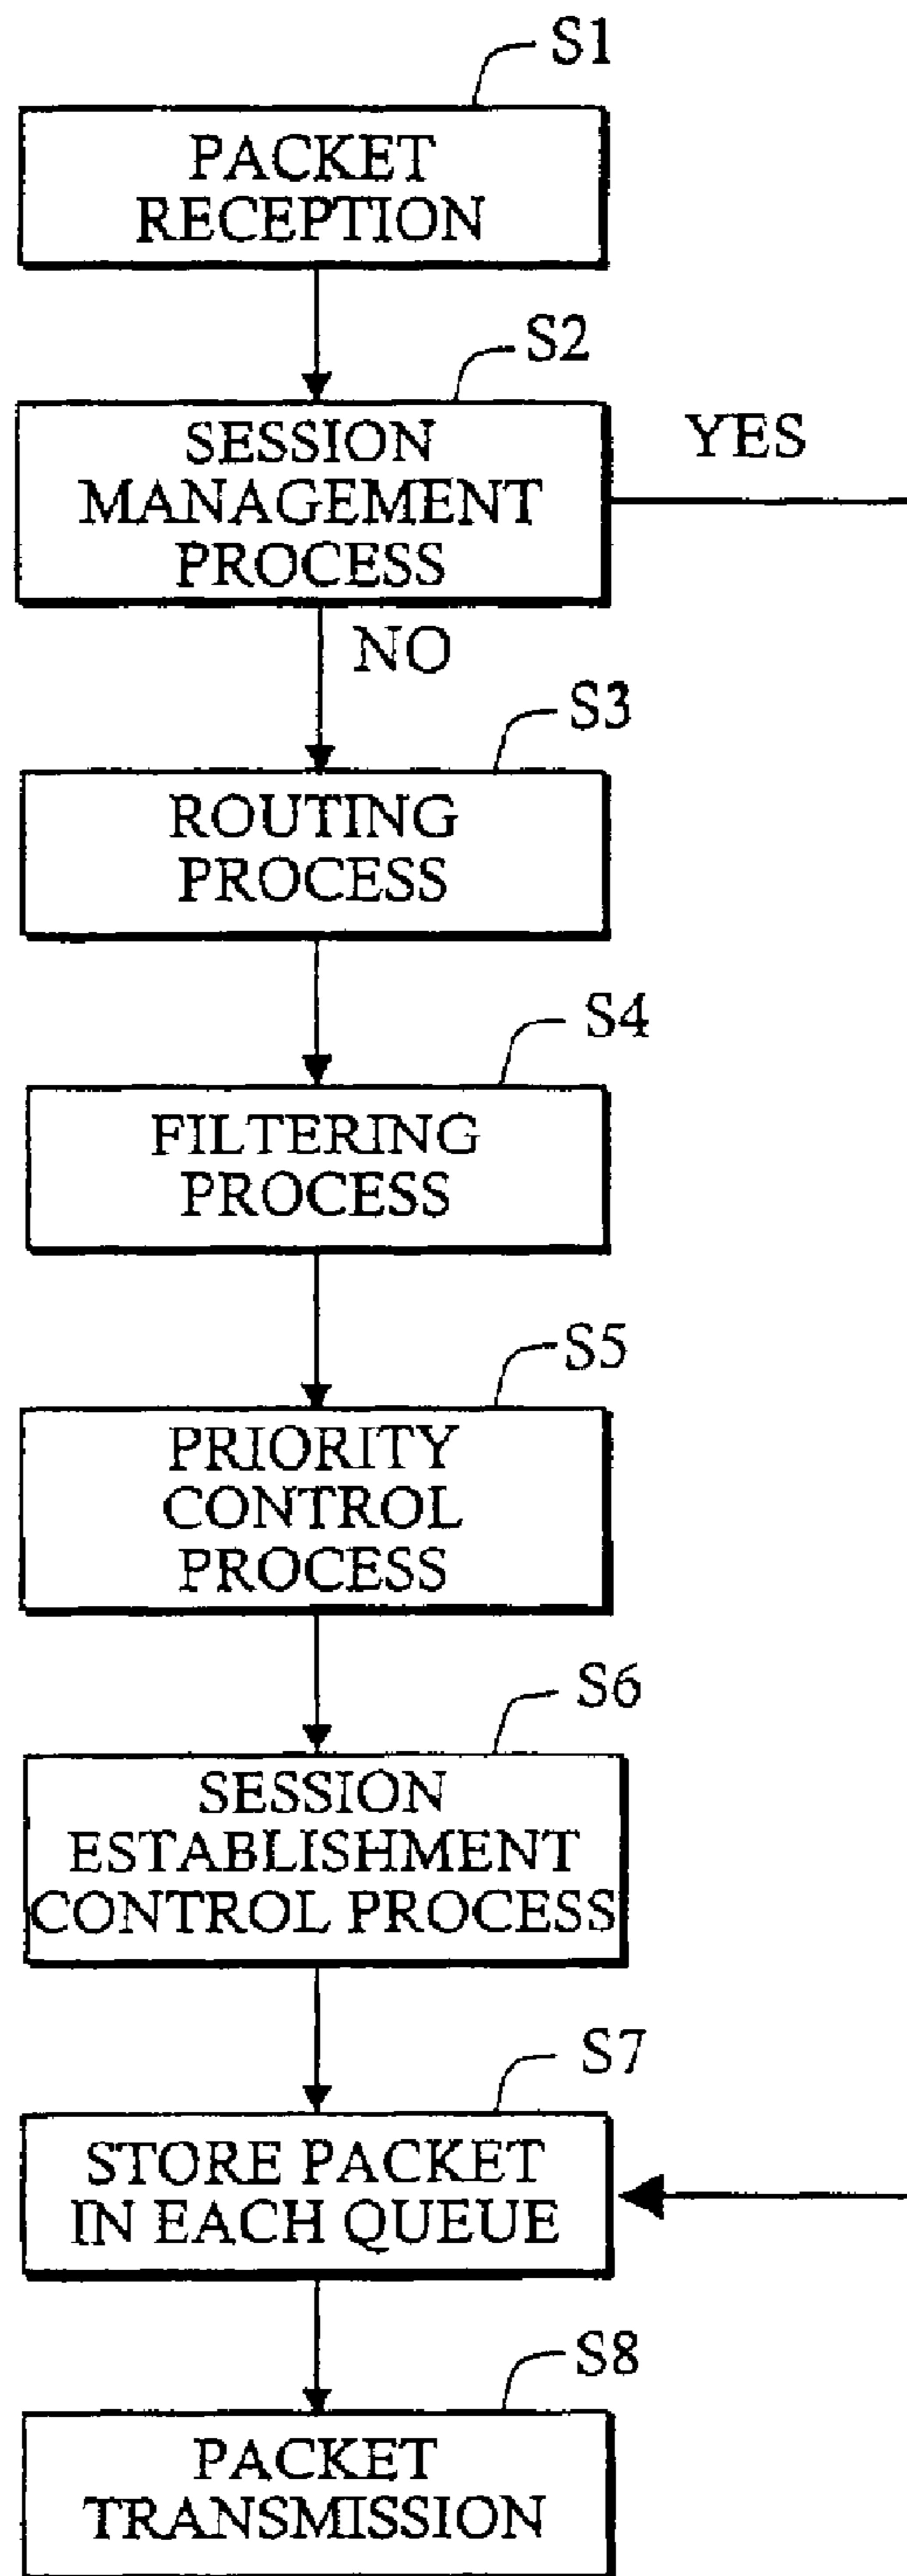 S1
PACKET
RECEPTION
S2
SESSION
MANAGEMENT
PROCESS
YES
NO
S3
ROUTING
PROCESS
S4
FILTERING
PROCESS
S5
PRIORITY
CONTROL
PROCESS
S6
SESSION
ESTABLISHMENT
CONTROL PROCESS
S7
STORE PACKET
IN EACH QUEUE
S8
PACKET
TRANSMISSION